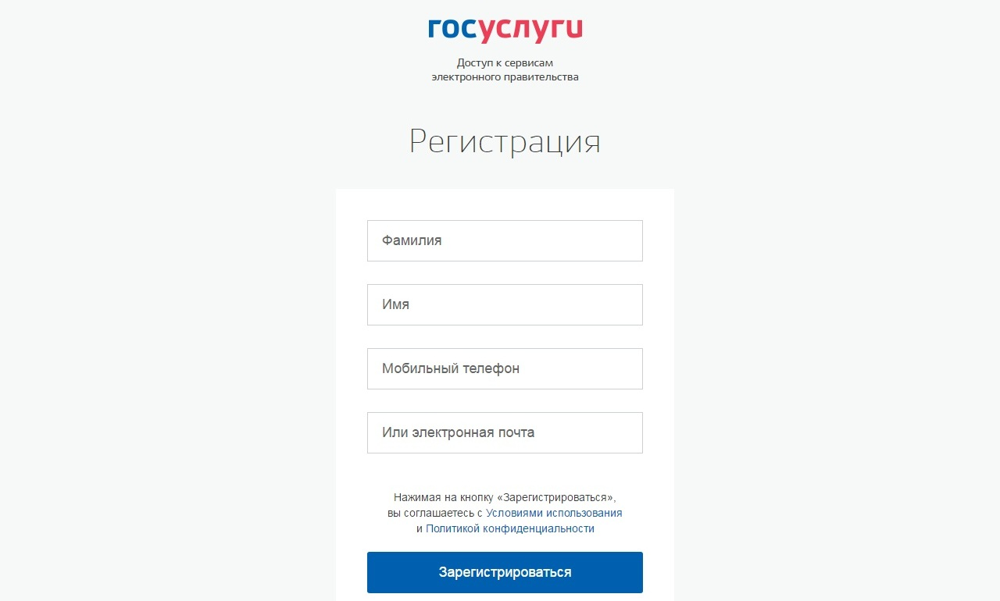 госуслуги
Доступ к сервисам
электронного правительства
Регистрация
Фамилия
Имя
Мобильный телефон
Или электронная почта
Нажимая на кнопку «Зарегистрироваться»,
вы соглашаетесь с Условиями использования
и Политикой конфиденциальности
Зарегистрироваться